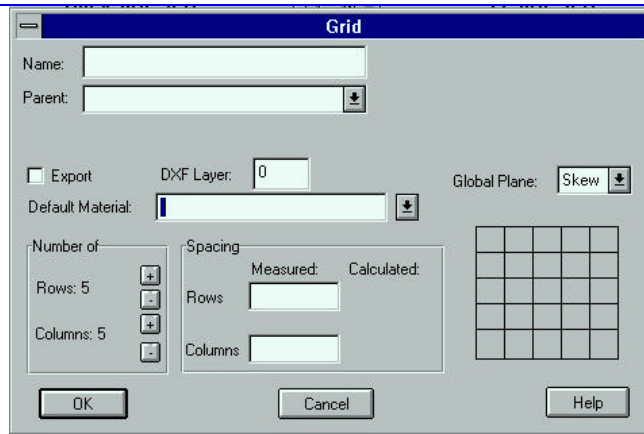 Grid
Name:
Parent:
Export DXF Layer: 0 Global Plane: Skew
Default Material:
Number of Spacing
Measured: Calculated:
Rows: 5 + - Rows
Columns: 5 + - Columns
OK Cancel Help